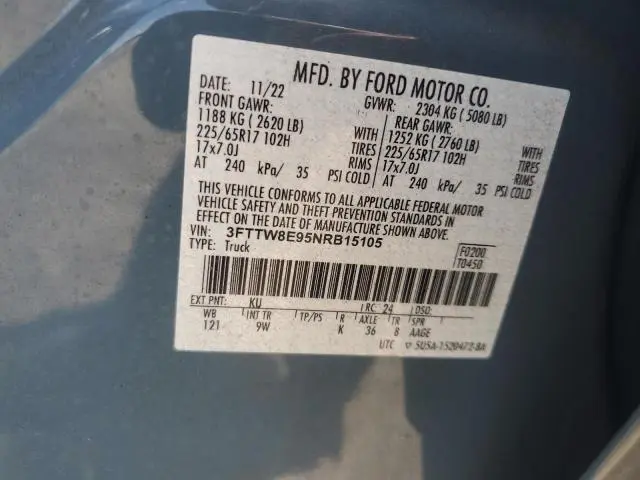 MFD. BY FORD MOTOR CO.
DATE: 11/22 GVWR: 2304 KG ( 5080 LB)
FRONT GAWR: REAR GAWR:
1188 KG ( 2620 LB) WITH 1252 KG ( 2760 LB) WITH
225/65R17 102H TIRES 225/65R17 102H TIRES
17x7.0J RIMS 17x7.0J RIMS
AT 240 kPa/ 35 PSI COLD AT 240 kPa/ 35 PSI COLD
THIS VEHICLE CONFORMS TO ALL APPLICABLE FEDERAL MOTOR
VEHICLE SAFETY AND THEFT PREVENTION STANDARDS IN
EFFECT ON THE DATE OF MANUFACTURE SHOWN ABOVE.
VIN: 3FTTW8E95NRB15105
TYPE: Truck F0200
T0450
EXT PNT: KU RC: 24 DSO:
WB INT TR TP/PS R AXLE TR SPR
121 9W K 36 8 AAGE
UTC ▽ 5U5A-1520472-BA